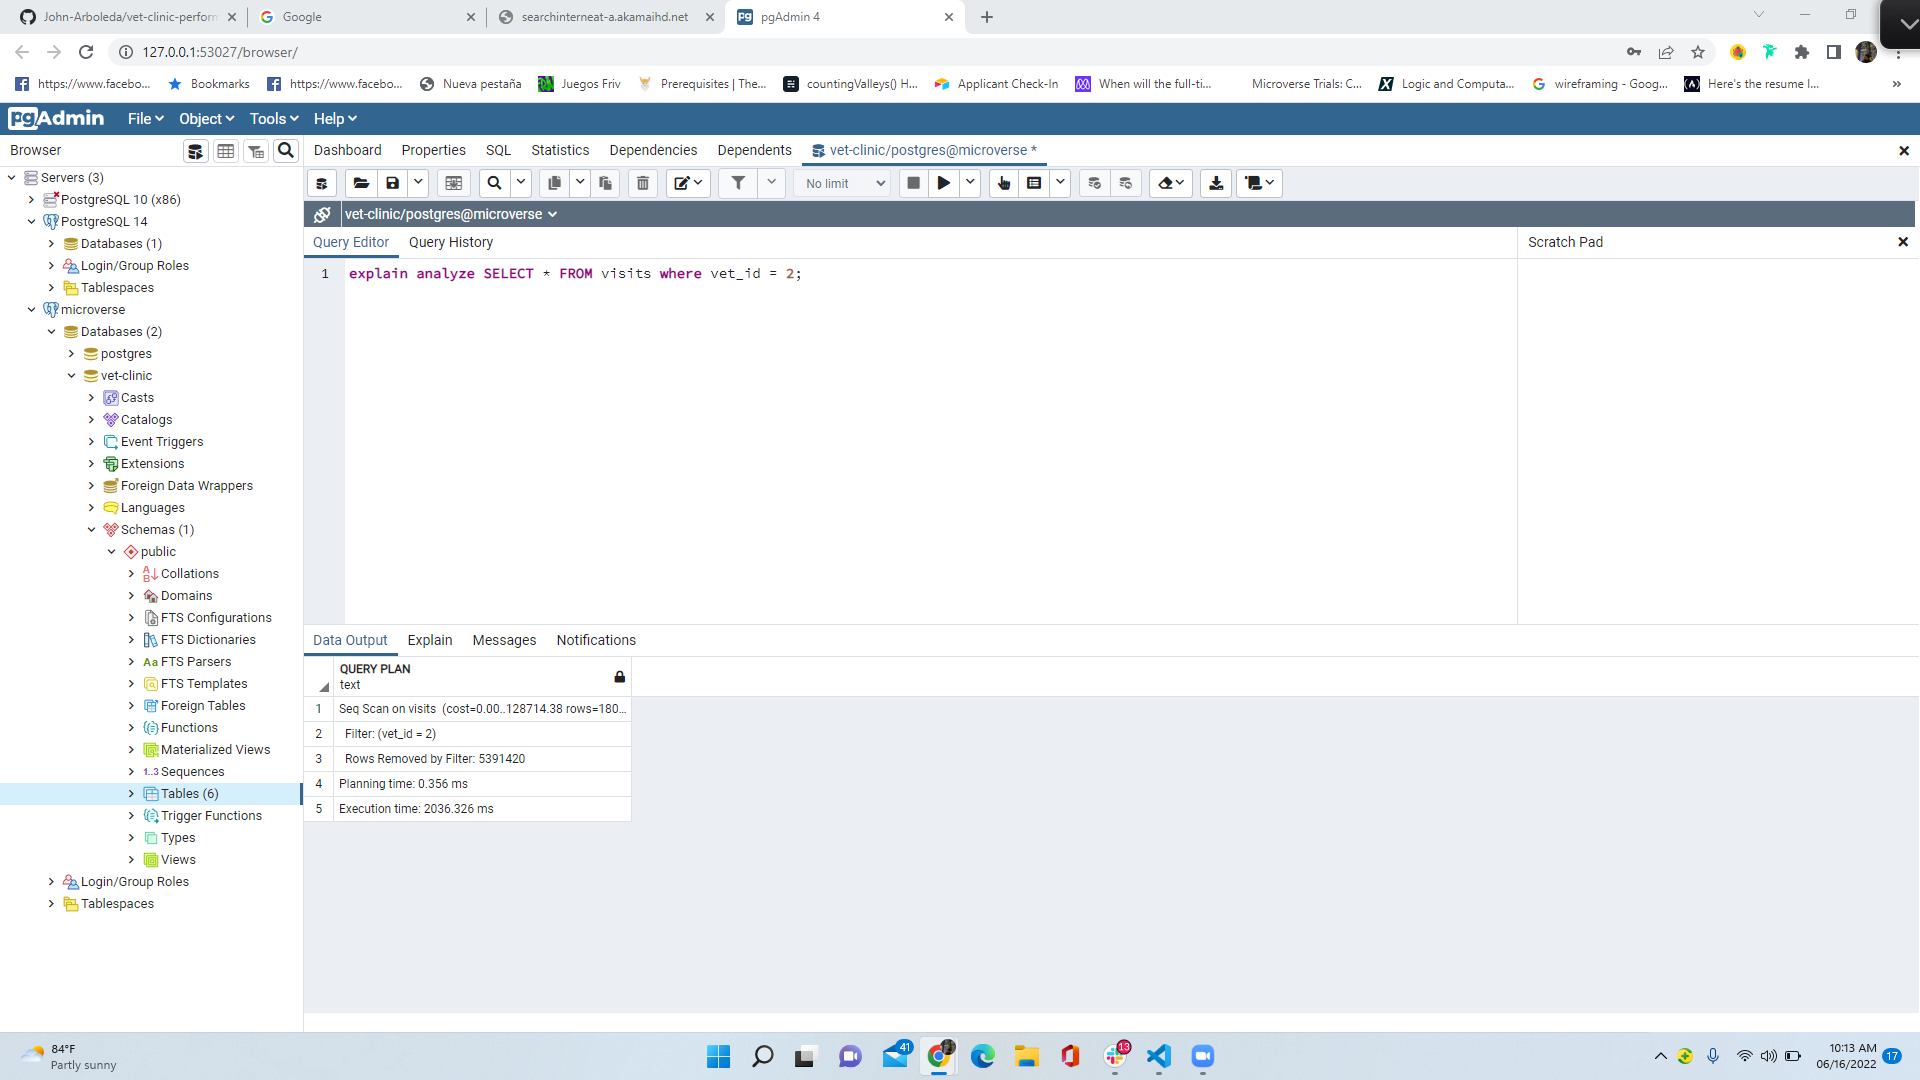 John-Arboleda/vet-clinic-perform
Google
searchinterneat-a.akamaihd.net
pgAdmin 4
127.0.0.1:53027/browser/
https://www.facebo...
Bookmarks
https://www.facebo...
Nueva pestaña
Juegos Friv
Prerequisites | The...
countingValleys() H...
Applicant Check-In
When will the full-ti...
Microverse Trials: C...
Logic and Computa...
wireframing - Goog...
Here's the resume I...
pgAdmin
File
Object
Tools
Help
Browser
Dashboard
Properties
SQL
Statistics
Dependencies
Dependents
vet-clinic/postgres@microverse *
No limit
vet-clinic/postgres@microverse
Query Editor
Query History
Scratch Pad
1 explain analyze SELECT * FROM visits where vet_id = 2;
Servers (3)
PostgreSQL 10 (x86)
PostgreSQL 14
Databases (1)
Login/Group Roles
Tablespaces
microverse
Databases (2)
postgres
vet-clinic
Casts
Catalogs
Event Triggers
Extensions
Foreign Data Wrappers
Languages
Schemas (1)
public
Collations
Domains
FTS Configurations
FTS Dictionaries
Aa FTS Parsers
FTS Templates
Foreign Tables
Functions
Materialized Views
1..3 Sequences
Tables (6)
Trigger Functions
Types
Views
Login/Group Roles
Tablespaces
Data Output
Explain
Messages
Notifications
QUERY PLAN
text
1 Seq Scan on visits (cost=0.00..128714.38 rows=180...
2 Filter: (vet_id = 2)
3 Rows Removed by Filter: 5391420
4 Planning time: 0.356 ms
5 Execution time: 2036.326 ms
84°F
Partly sunny
41
13
10:13 AM
06/16/2022
17